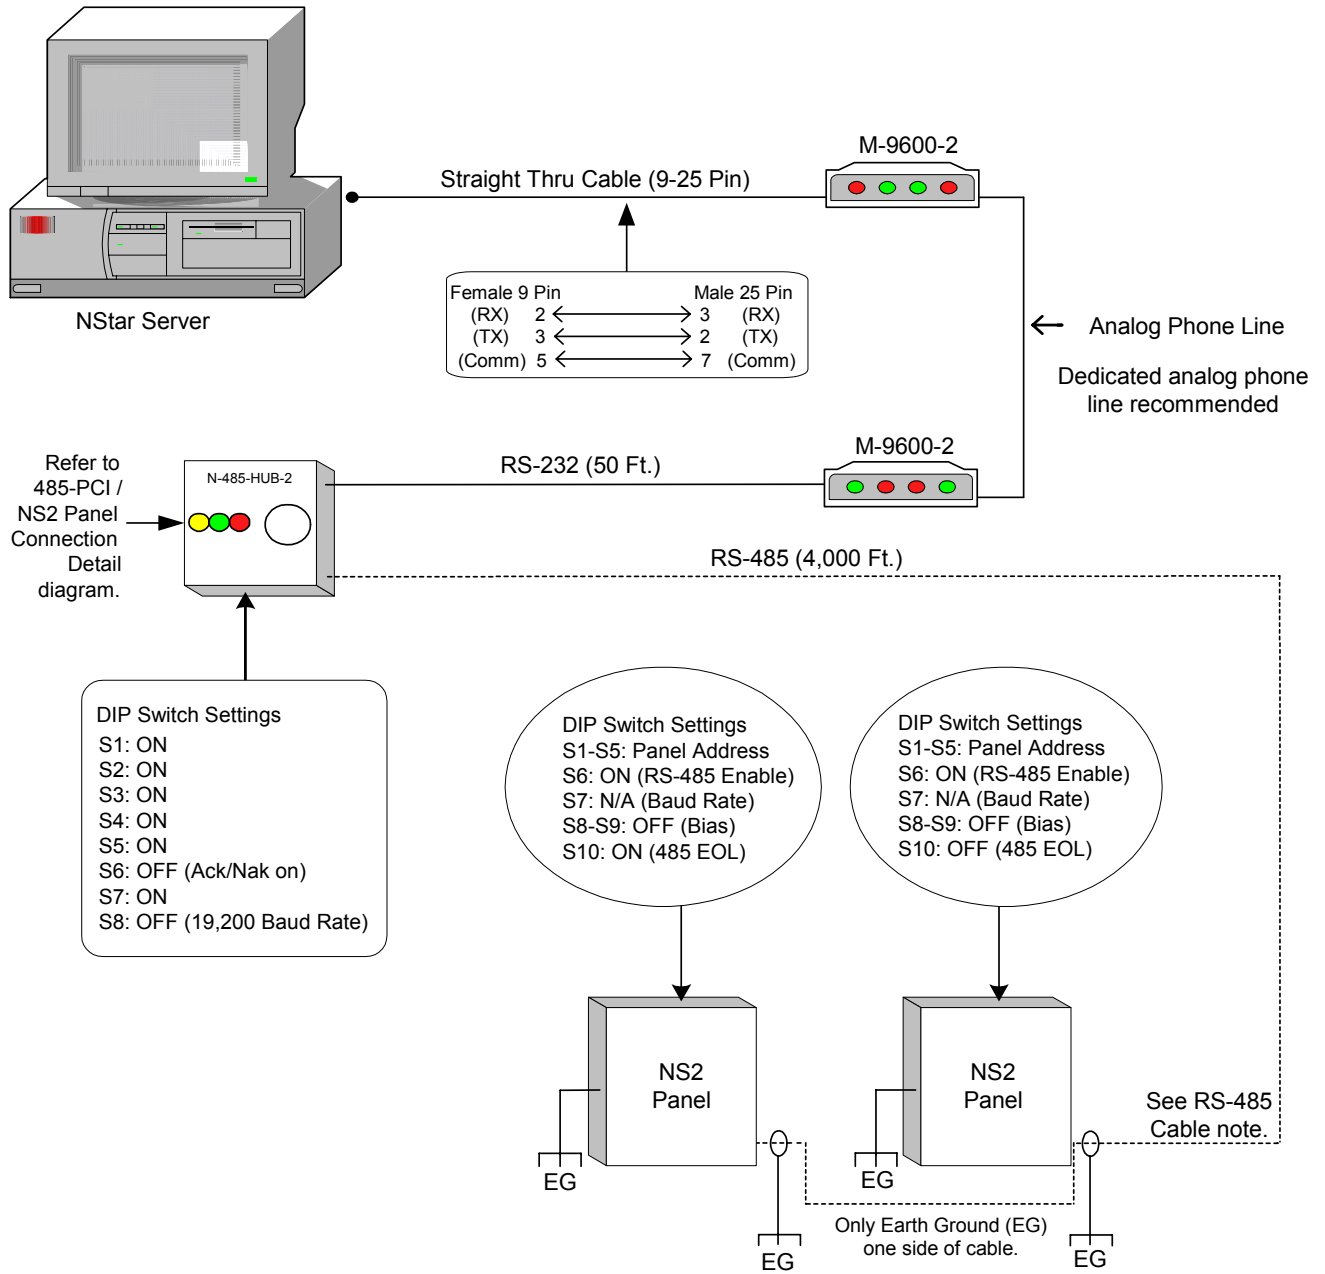 M-9600-2
Straight Thru Cable (9-25 Pin)
NStar Server
Female 9 Pin Male 25 Pin
(RX) 2 3 (RX)
(TX) 3 2 (TX)
(Comm) 5 7 (Comm)
Analog Phone Line
Dedicated analog phone
line recommended
M-9600-2
RS-232 (50 Ft.)
Refer to
485-PCI /
NS2 Panel
Connection
Detail
diagram.
N-485-HUB-2
RS-485 (4,000 Ft.)
DIP Switch Settings
S1: ON
S2: ON
S3: ON
S4: ON
S5: ON
S6: OFF (Ack/Nak on)
S7: ON
S8: OFF (19,200 Baud Rate)
DIP Switch Settings
S1-S5: Panel Address
S6: ON (RS-485 Enable)
S7: N/A (Baud Rate)
S8-S9: OFF (Bias)
S10: ON (485 EOL)
DIP Switch Settings
S1-S5: Panel Address
S6: ON (RS-485 Enable)
S7: N/A (Baud Rate)
S8-S9: OFF (Bias)
S10: OFF (485 EOL)
NS2
Panel
NS2
Panel
See RS-485
Cable note.
EG
EG
Only Earth Ground (EG)
one side of cable.
EG
EG